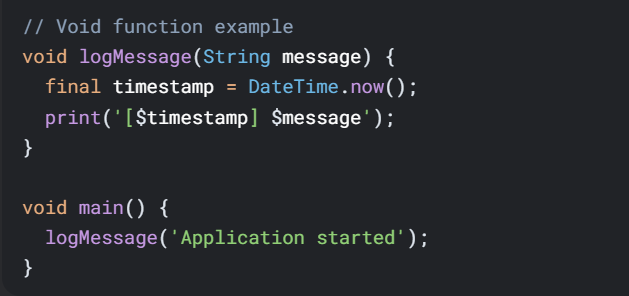 // Void function example
void logMessage(String message) {
  final timestamp = DateTime.now();
  print('[$timestamp] $message');
}

void main() {
  logMessage('Application started');
}